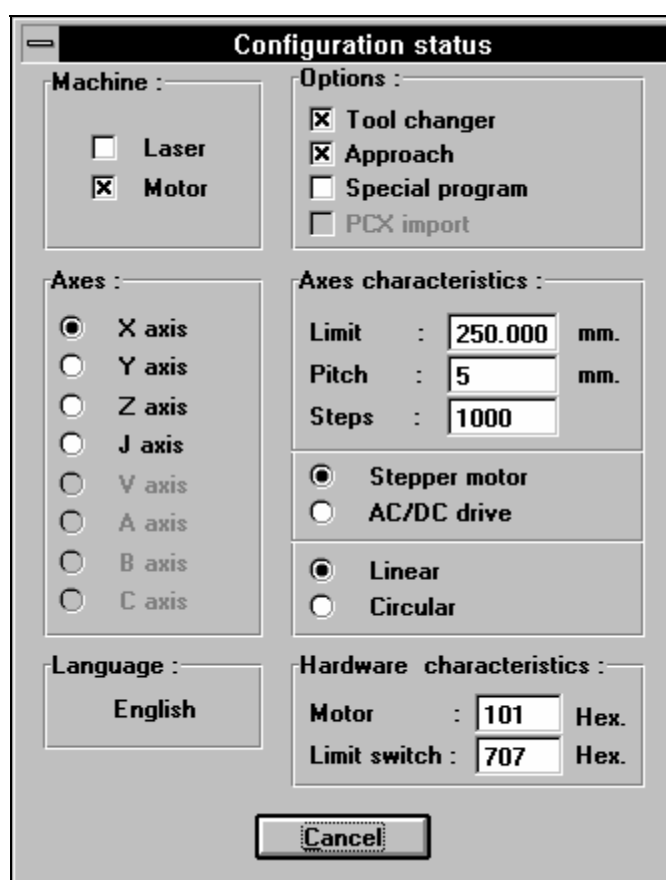 Configuration status
Machine :
Laser
Motor
Options :
Tool changer
Approach
Special program
PCX import
Axes :
X axis
Y axis
Z axis
J axis
V axis
A axis
B axis
C axis
Axes characteristics :
Limit : 250.000 mm.
Pitch : 5 mm.
Steps : 1000
Stepper motor
AC/DC drive
Linear
Circular
Language :
English
Hardware characteristics :
Motor : 101 Hex.
Limit switch : 707 Hex.
Cancel